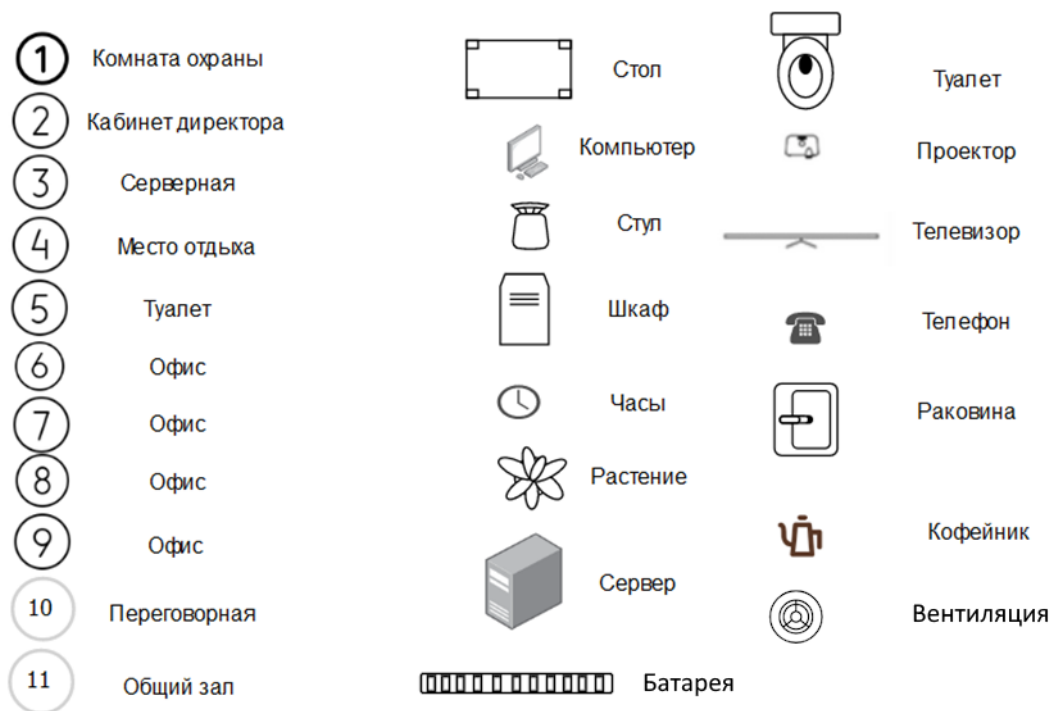 1 Комната охраны
2 Кабинет директора
3 Серверная
4 Место отдыха
5 Туалет
6 Офис
7 Офис
8 Офис
9 Офис
10 Переговорная
11 Общий зал
Стол
Компьютер
Стул
Шкаф
Часы
Растение
Сервер
Батарея
Туалет
Проектор
Телевизор
Телефон
Раковина
Кофейник
Вентиляция